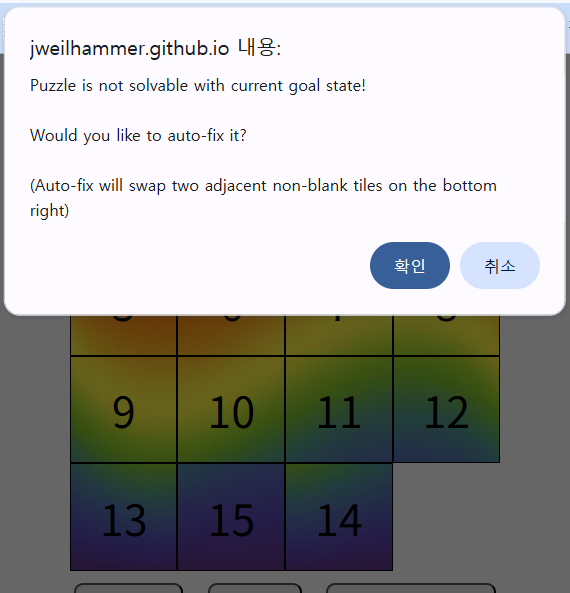 jweilhammer.github.io 내용:
Puzzle is not solvable with current goal state!
Would you like to auto-fix it?
(Auto-fix will swap two adjacent non-blank tiles on the bottom
right)
확인 취소
9 10 11 12
13 15 14